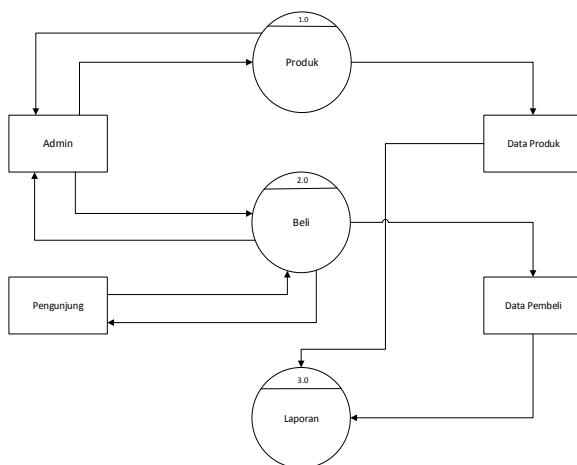 1.0
Produk
Admin
Data Produk
2.0
Beli
Pengunjung
Data Pembeli
3.0
Laporan